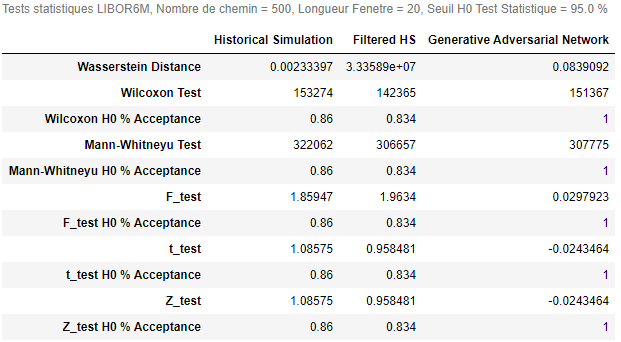 Tests statistiques LIBOR6M, Nombre de chemin = 500, Longueur Fenetre = 20, Seuil H0 Test Statistique = 95.0 %
Historical Simulation Filtered HS Generative Adversarial Network
Wasserstein Distance 0.00233397 3.33589e+07 0.0839092
Wilcoxon Test 153274 142365 151367
Wilcoxon H0 % Acceptance 0.86 0.834 1
Mann-Whitneyu Test 322062 306657 307775
Mann-Whitneyu H0 % Acceptance 0.86 0.834 1
F_test 1.85947 1.9634 0.0297923
F_test H0 % Acceptance 0.86 0.834 1
t_test 1.08575 0.958481 -0.0243464
t_test H0 % Acceptance 0.86 0.834 1
Z_test 1.08575 0.958481 -0.0243464
Z_test H0 % Acceptance 0.86 0.834 1